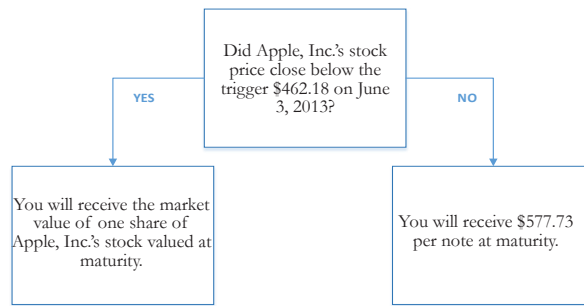 Did Apple, Inc.'s stock
price close below the
trigger $462.18 on June
3, 2013?
YES
NO
You will receive the market
value of one share of
Apple, Inc.'s stock valued at
maturity.
You will receive $577.73
per note at maturity.